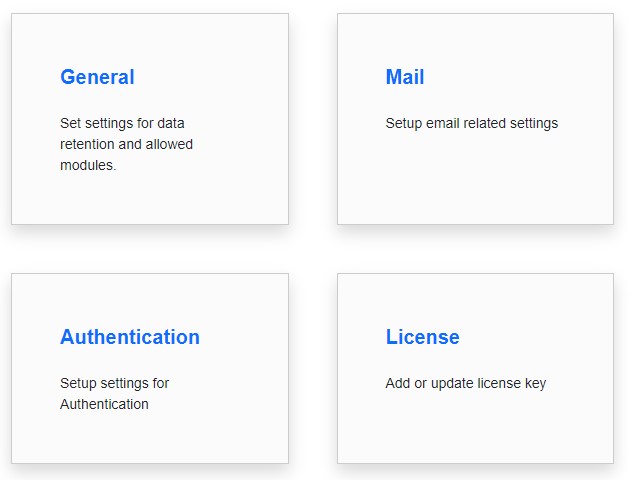 General
Set settings for data
retention and allowed
modules.
Mail
Setup email related settings
Authentication
Setup settings for
Authentication
License
Add or update license key